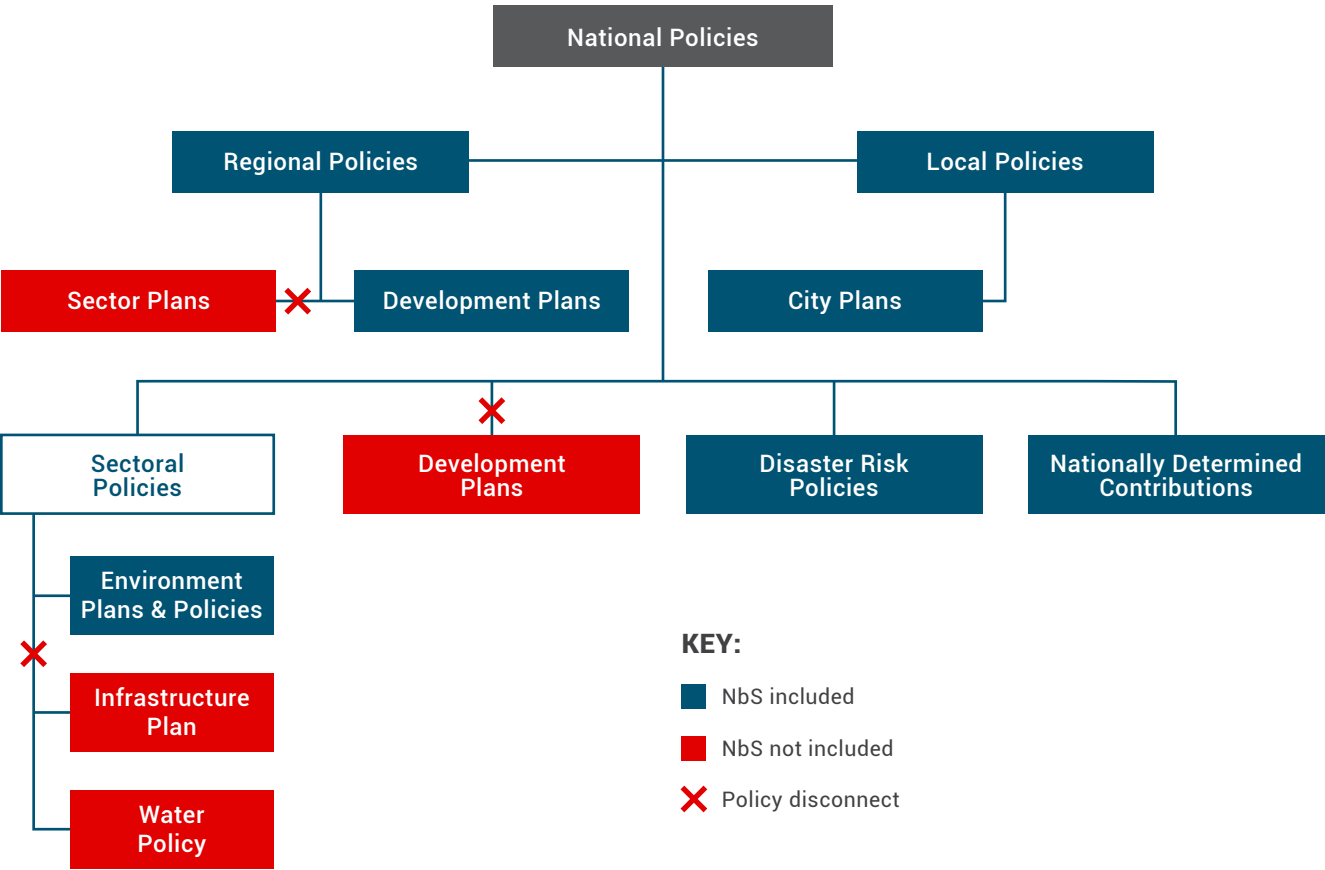 National Policies
Regional Policies
Local Policies
Sector Plans
Development Plans
City Plans
Sectoral
Policies
Development
Plans
Disaster Risk
Policies
Nationally Determined
Contributions
Environment
Plans & Policies
Infrastructure
Plan
Water
Policy
KEY:
NbS included
NbS not included
Policy disconnect